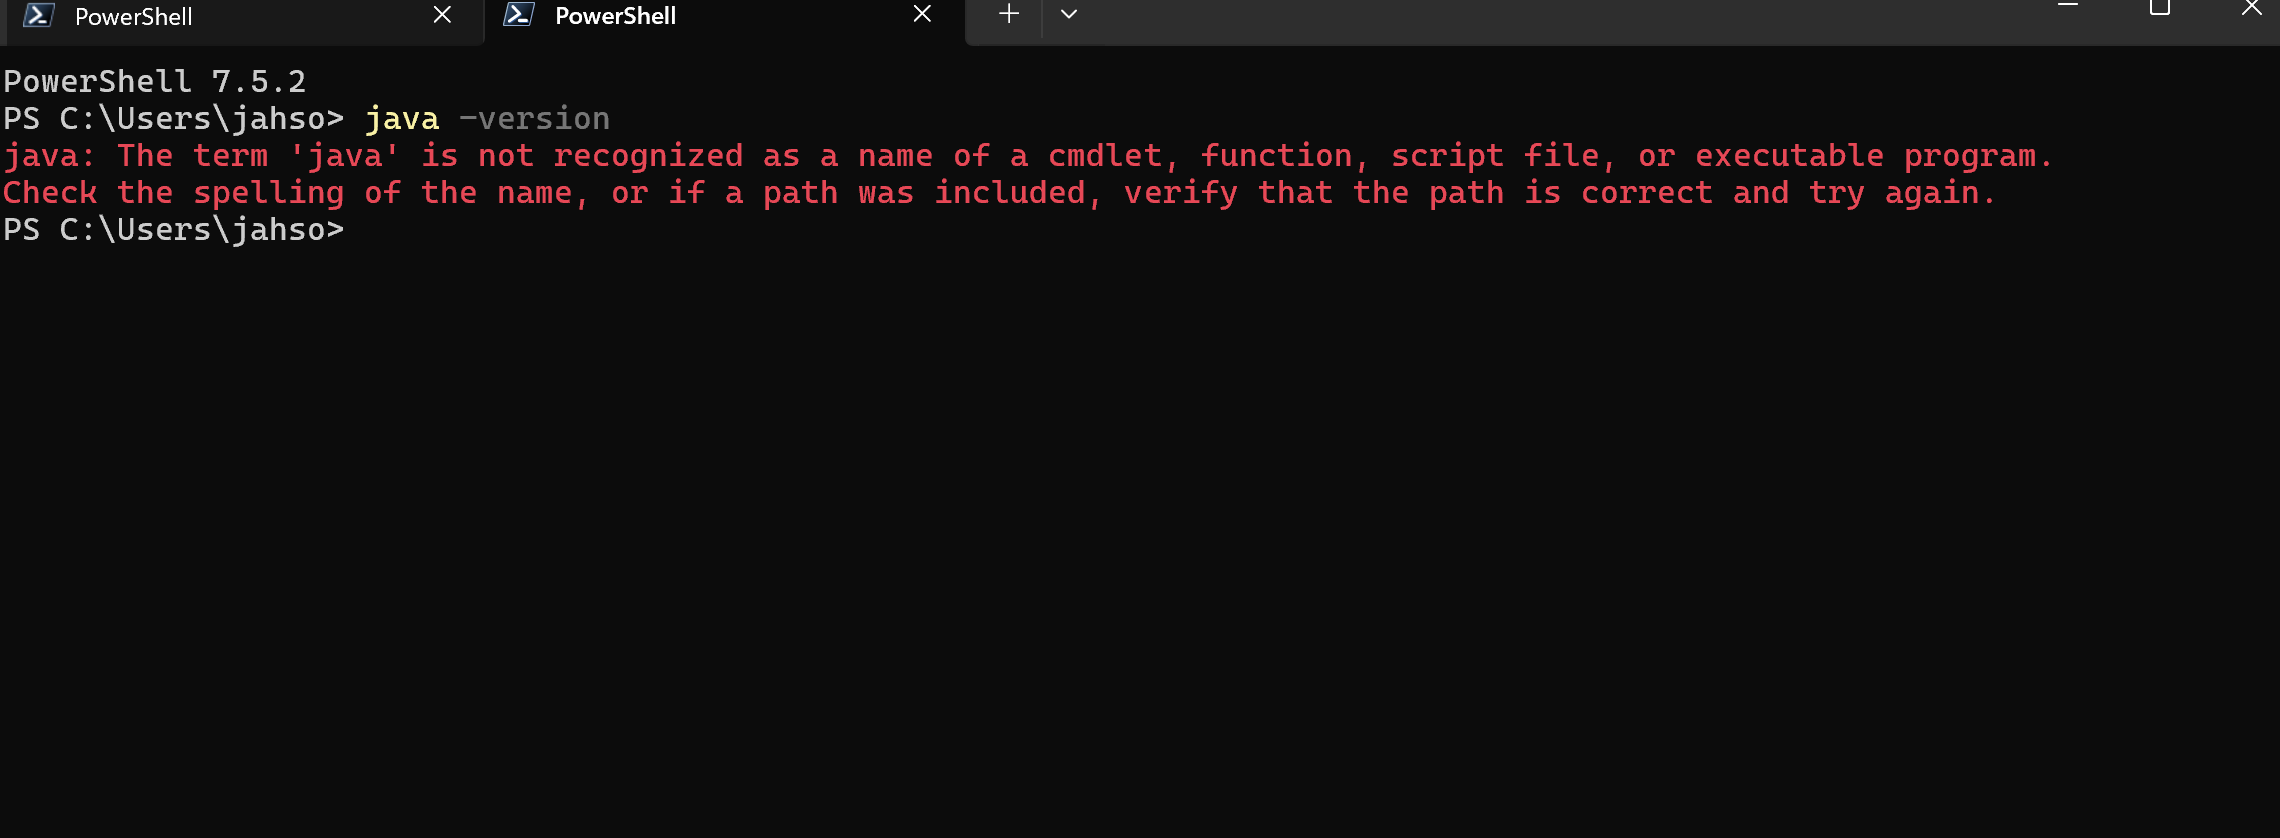 PowerShell PowerShell
PowerShell 7.5.2
PS C:\Users\jahso> java -version
java: The term 'java' is not recognized as a name of a cmdlet, function, script file, or executable program.
Check the spelling of the name, or if a path was included, verify that the path is correct and try again.
PS C:\Users\jahso>